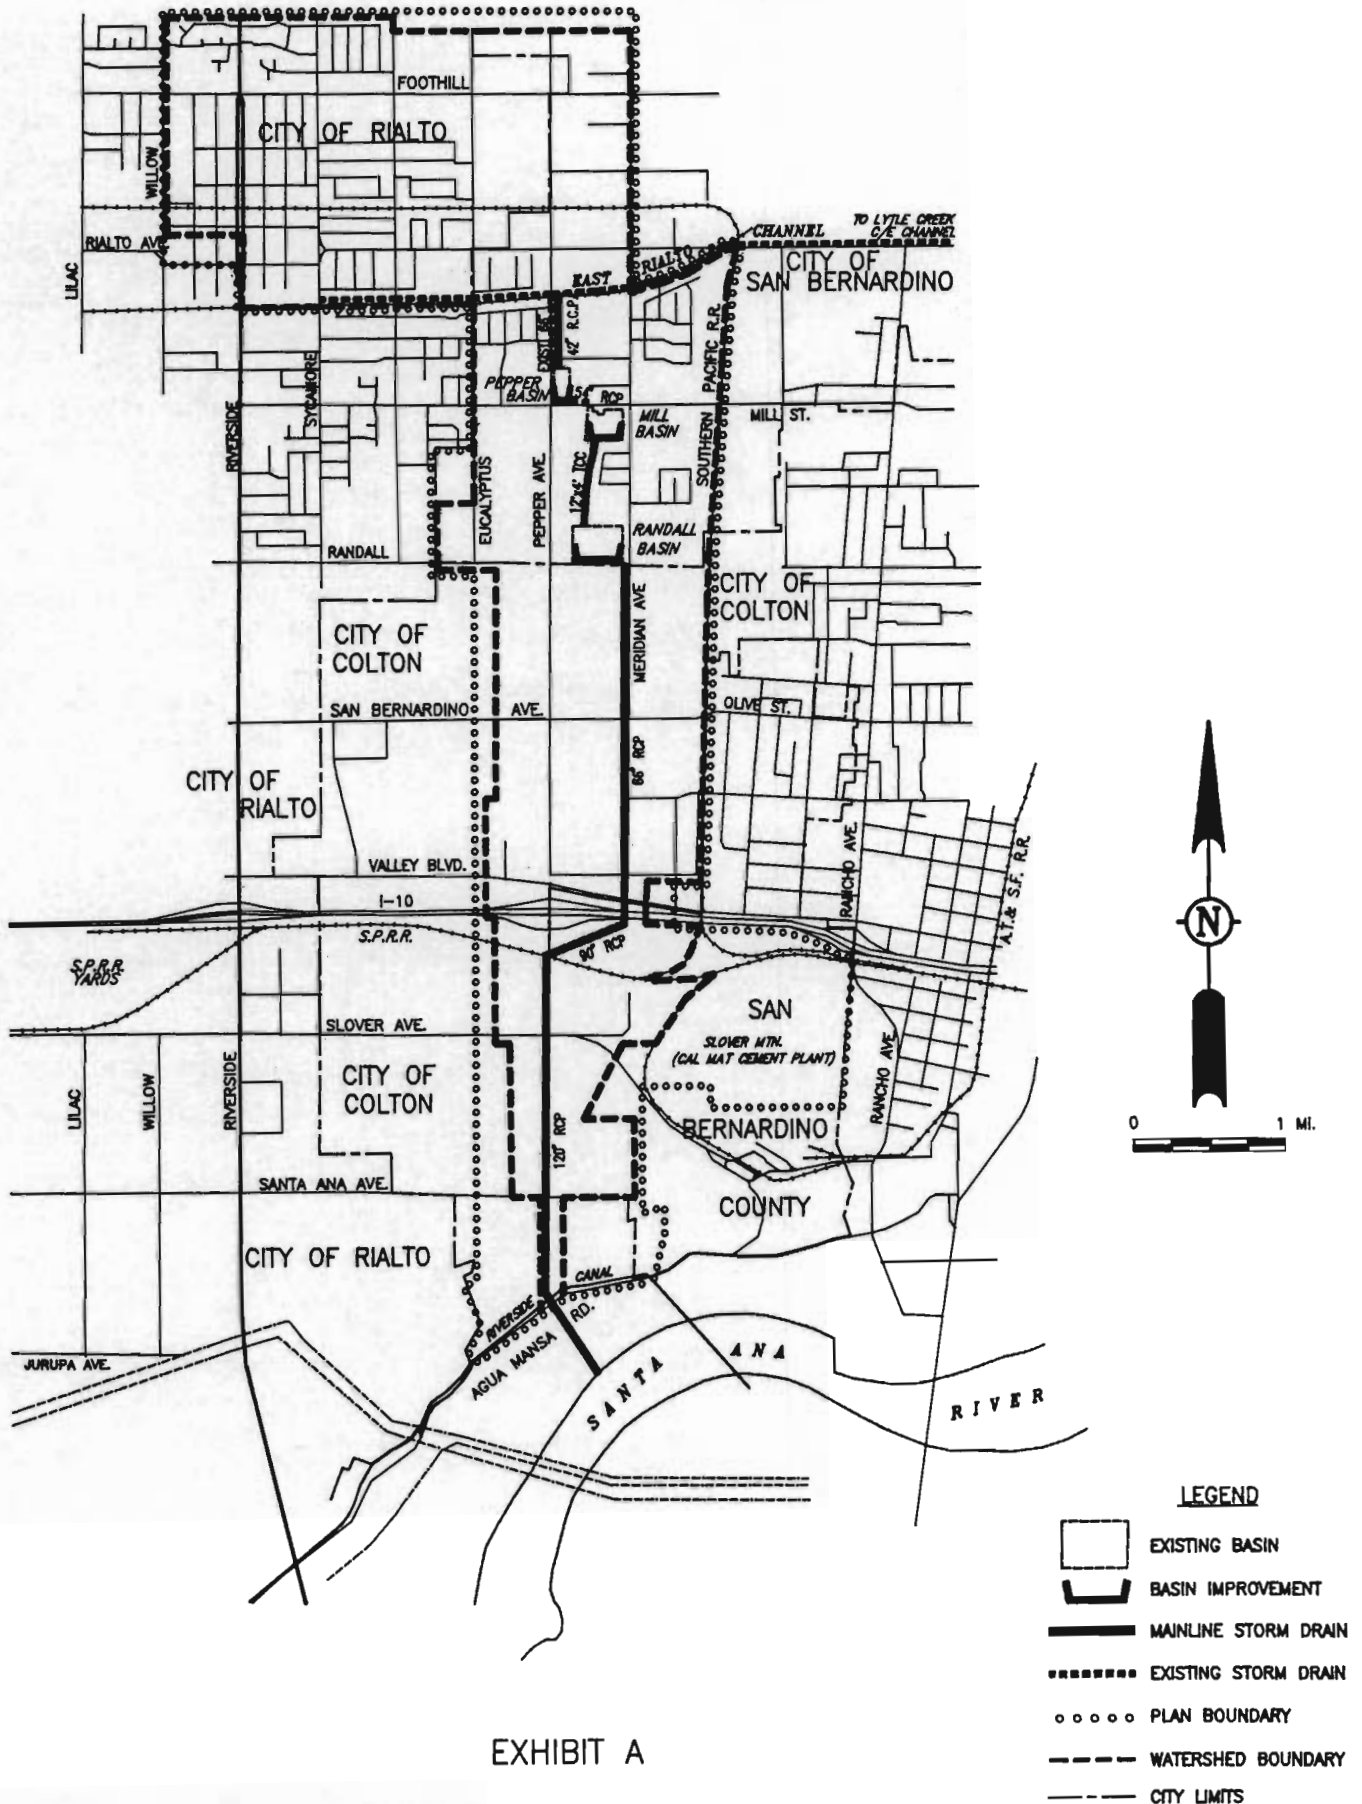 FOOTHILL
CITY OF RIALTO
WILLOW
RIALTO AV.
LILAC
CHANNEL
TO LYTLE CREEK
C/E CHANNEL
CITY OF
SAN BERNARDINO
EAST
RIALTO
42" R.C.P.
SYCAMORE
RIVERSIDE
PEPPER
BASIN
RCP
MILL
BASIN
MILL ST.
SOUTHERN PACIFIC R.R.
EUCALYPTUS
PEPPER AVE.
12'x4' TCC
RANDALL
BASIN
RANDALL
CITY OF
COLTON
CITY OF
COLTON
MERIDIAN AVE
SAN BERNARDINO AVE.
OLIVE ST.
66" RCP
CITY OF
RIALTO
VALLEY BLVD.
I-10
S.P.R.R.
90" RCP
RANCHO AVE.
A.T.& S.F. R.R.
S.P.R.R.
YARDS
SLOVER AVE.
SAN
SLOVER MTN.
(CAL MAT CEMENT PLANT)
RANCHO AVE.
LILAC
WILLOW
RIVERSIDE
CITY OF
COLTON
120" RCP
BERNARDINO
SANTA ANA AVE.
COUNTY
CITY OF RIALTO
CANAL
RIVERSIDE
AGUA MANSA RD.
JURUPA AVE.
SANTA ANA RIVER
N
0 1 MI.
LEGEND
EXISTING BASIN
BASIN IMPROVEMENT
MAINLINE STORM DRAIN
EXISTING STORM DRAIN
PLAN BOUNDARY
WATERSHED BOUNDARY
CITY LIMITS
EXHIBIT A